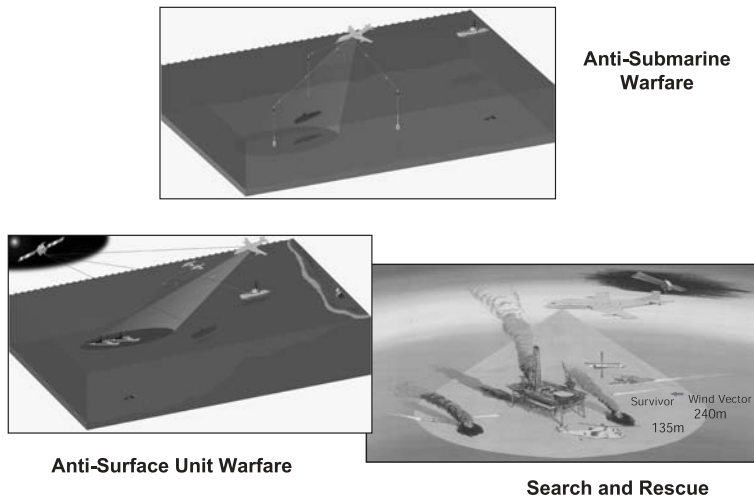 Anti-Submarine
Warfare
Survivor
Wind Vector
240m
135m
Anti-Surface Unit Warfare
Search and Rescue